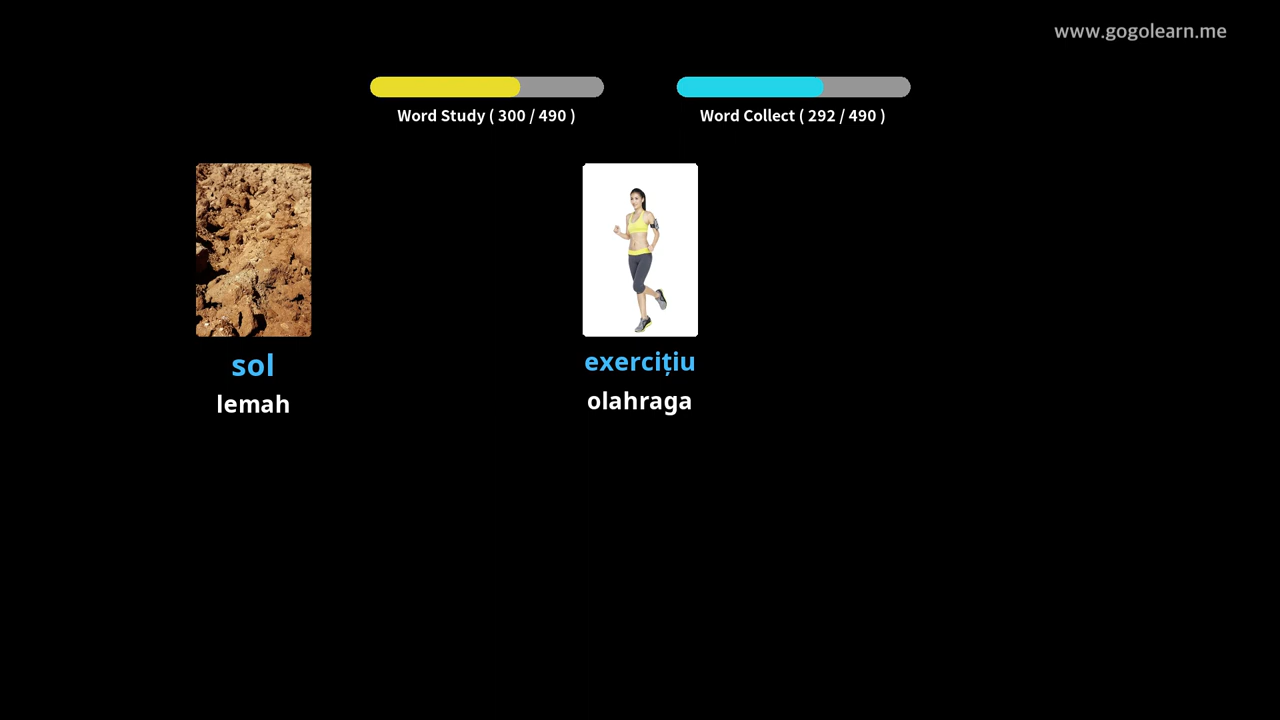 www.gogolearn.me
Word Study ( 300 / 490 )
Word Collect ( 292 / 490 )
sol
lemah
exercițiu
olahraga